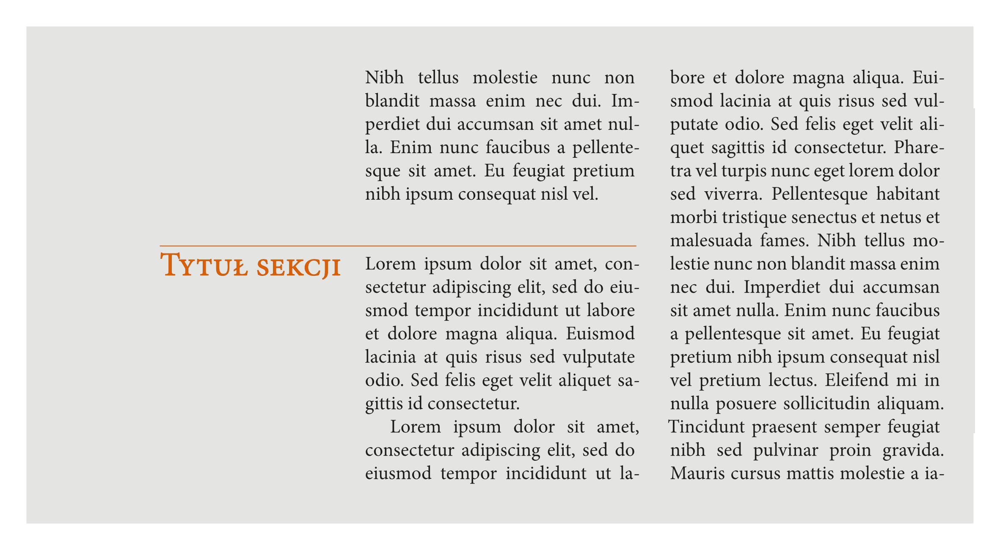 Nibh tellus molestie nunc non
blandit massa enim nec dui. Im-
perdiet dui accumsan sit amet nul-
la. Enim nunc faucibus a pellente-
sque sit amet. Eu feugiat pretium
nibh ipsum consequat nisl vel.
Tytuł sekcji
Lorem ipsum dolor sit amet, con-
sectetur adipiscing elit, sed do eiu-
smod tempor incididunt ut labore
et dolore magna aliqua. Euismod
lacinia at quis risus sed vulputate
odio. Sed felis eget velit aliquet sa-
gittis id consectetur.
Lorem ipsum dolor sit amet,
consectetur adipiscing elit, sed do
eiusmod tempor incididunt ut la-
bore et dolore magna aliqua. Eui-
smod lacinia at quis risus sed vul-
putate odio. Sed felis eget velit ali-
quet sagittis id consectetur. Phare-
tra vel turpis nunc eget lorem dolor
sed viverra. Pellentesque habitant
morbi tristique senectus et netus et
malesuada fames. Nibh tellus mo-
lestie nunc non blandit massa enim
nec dui. Imperdiet dui accumsan
sit amet nulla. Enim nunc faucibus
a pellentesque sit amet. Eu feugiat
pretium nibh ipsum consequat nisl
vel pretium lectus. Eleifend mi in
nulla posuere sollicitudin aliquam.
Tincidunt praesent semper feugiat
nibh sed pulvinar proin gravida.
Mauris cursus mattis molestie a ia-